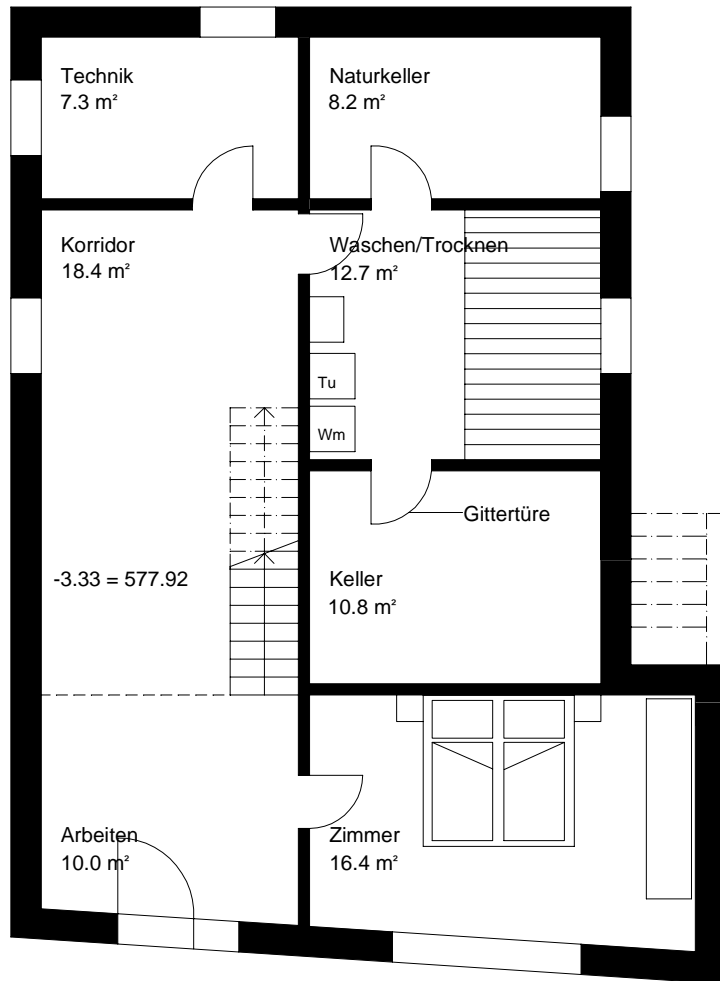 Technik
7.3 m²
Naturkeller
8.2 m²
Korridor
18.4 m²
Waschen/Trocknen
12.7 m²
Tu
Wm
Gittertüre
-3.33 = 577.92
Keller
10.8 m²
Arbeiten
10.0 m²
Zimmer
16.4 m²